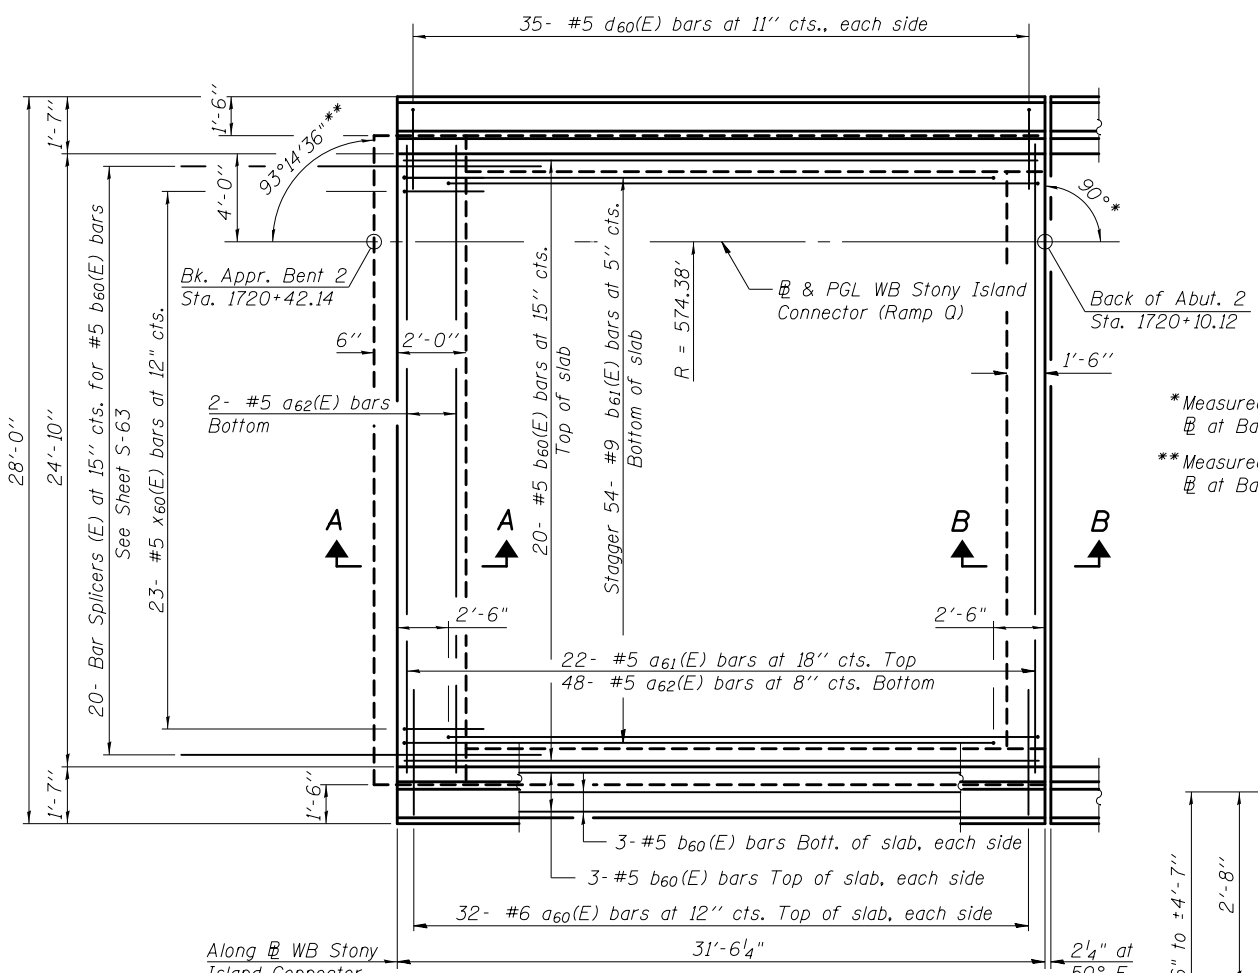 35- #5 d60(E) bars at 11'' cts., each side
1'-7''
1'-6''
93°14'36"**
4'-0''
90°*
Bk. Appr. Bent 2
Sta. 1720+42.14
℄ & PGL WB Stony Island
Connector (Ramp Q)
Back of Abut. 2
Sta. 1720+10.12
R = 574.38'
6''
2'-0''
1'-6''
2- #5 a62(E) bars
Bottom
28'-0''
24'-10''
20- Bar Splicers (E) at 15'' cts. for #5 b60(E) bars
See Sheet S-63
23- #5 x60(E) bars at 12" cts.
20- #5 b60(E) bars at 15'' cts.
Top of slab
Stagger 54- #9 b61(E) bars at 5'' cts.
Bottom of slab
* Measured
℄ at Ba
** Measured
℄ at Ba
A
A
B
B
2'-6"
2'-6"
22- #5 a61(E) bars at 18'' cts. Top
48- #5 a62(E) bars at 8'' cts. Bottom
1'-7''
1'-6''
3- #5 b60(E) bars Bott. of slab, each side
3- #5 b60(E) bars Top of slab, each side
32- #6 a60(E) bars at 12'' cts. Top of slab, each side
Along ℄ WB Stony
Island Connector
31'-6¼"
2¼" at
50° F
" to ±4'-7"
2'-8"